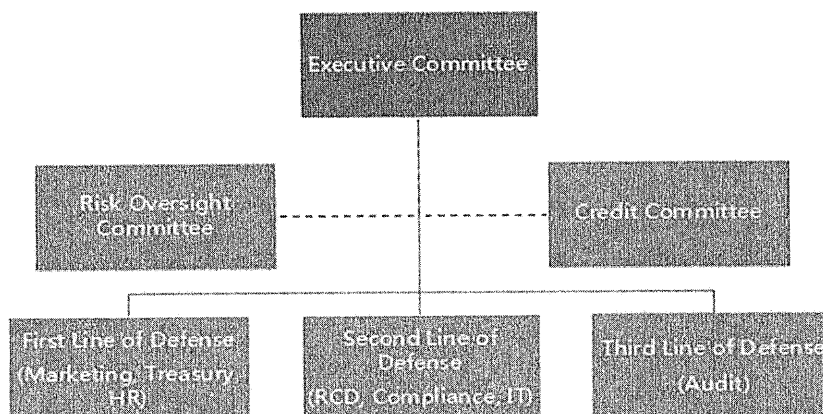 Executive Committee
Risk Oversight
Committee
Credit Committee
First Line of Defense
(Marketing, Treasury,
HR)
Second Line of
Defense
(RCD, Compliance, IT)
Third Line of Defense
(Audit)